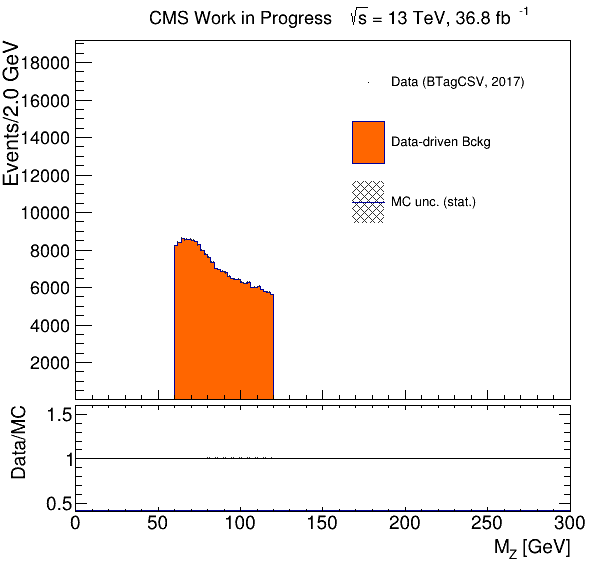 CMS Work in Progress √s = 13 TeV, 36.8 fb -1
Events/2.0 GeV
18000
16000
14000
12000
10000
8000
6000
4000
2000
Data (BTagCSV, 2017)
Data-driven Bckg
MC unc. (stat.)
Data/MC
1.5
1
0.5
0 50 100 150 200 250 300
MZ [GeV]